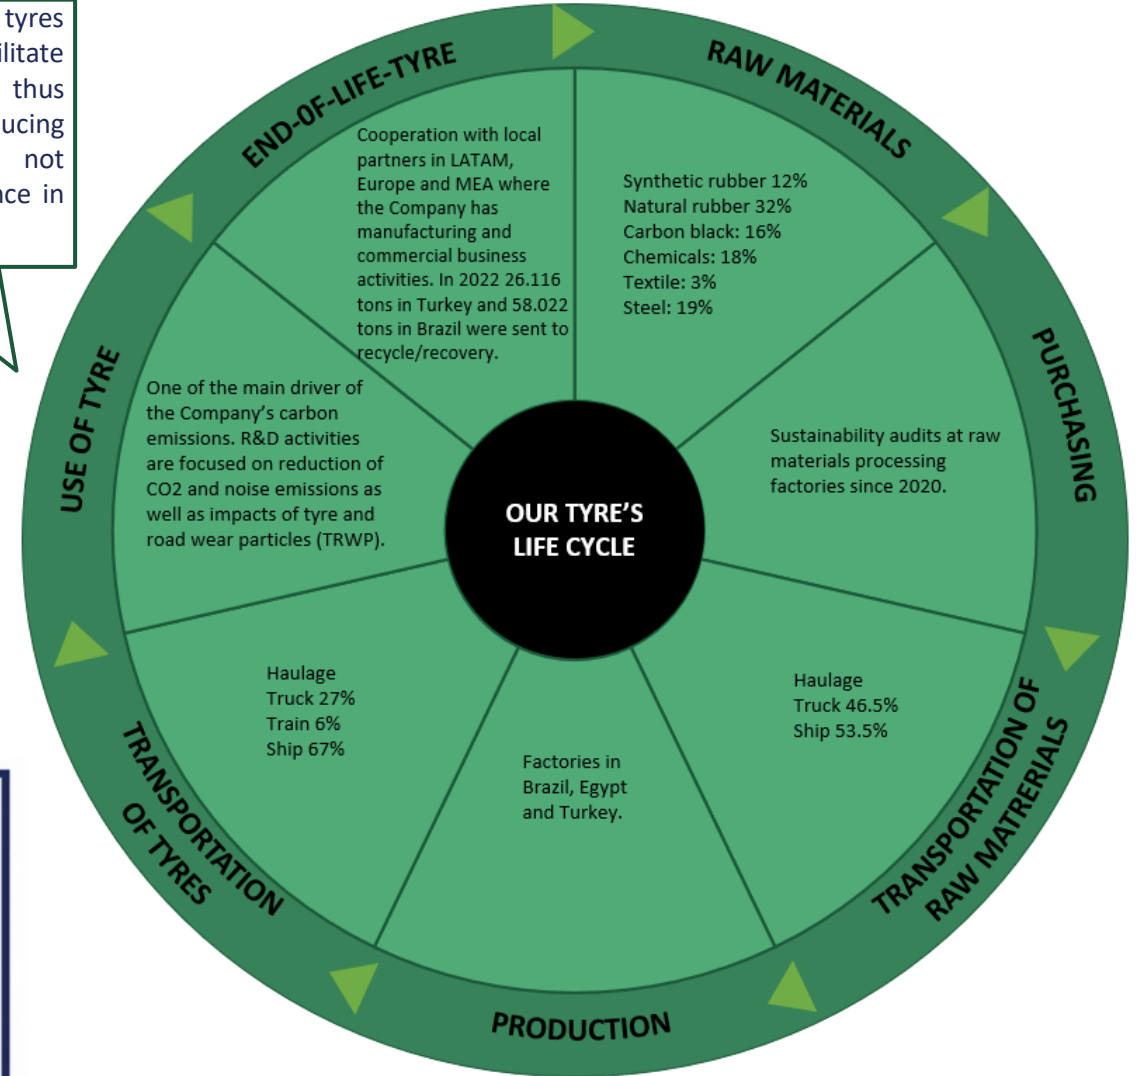 tyres
ilitate
thus
ucing
not
nce in
END-0F-LIFE-TYRE
RAW MATERIALS
Cooperation with local
partners in LATAM,
Europe and MEA where
the Company has
manufacturing and
commercial business
activities. In 2022 26.116
tons in Turkey and 58.022
tons in Brazil were sent to
recycle/recovery.
Synthetic rubber 12%
Natural rubber 32%
Carbon black: 16%
Chemicals: 18%
Textile: 3%
Steel: 19%
PURCHASING
Sustainability audits at raw
materials processing
factories since 2020.
USE OF TYRE
One of the main driver of
the Company's carbon
emissions. R&D activities
are focused on reduction of
CO2 and noise emissions as
well as impacts of tyre and
road wear particles (TRWP).
OUR TYRE'S
LIFE CYCLE
Haulage
Truck 46.5%
Ship 53.5%
TRANSPORTATION OF
RAW MATRERIALS
Factories in
Brazil, Egypt
and Turkey.
PRODUCTION
Haulage
Truck 27%
Train 6%
Ship 67%
TRANSPORTATION
OF TYRES